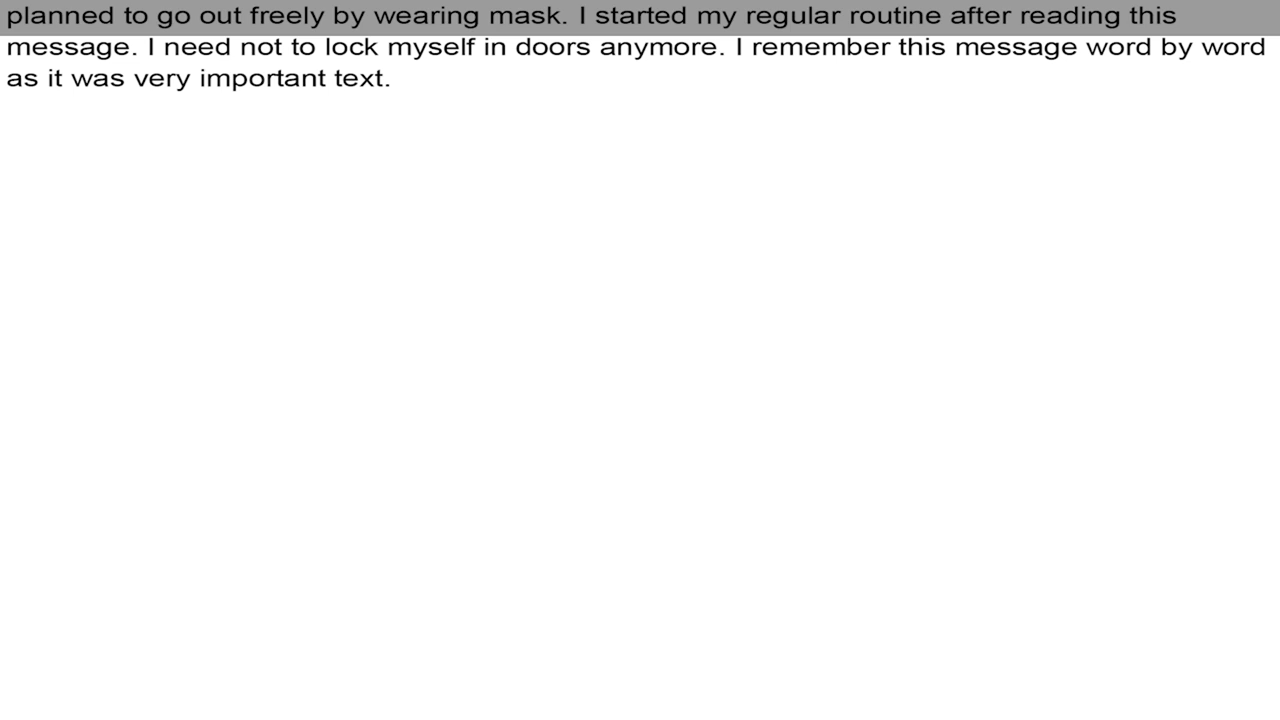 planned to go out freely by wearing mask. I started my regular routine after reading this
message. I need not to lock myself in doors anymore. I remember this message word by word
as it was very important text.